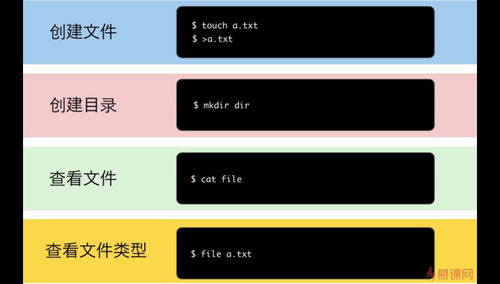 创建文件
$ touch a.txt
$ >a.txt
创建目录
$ mkdir dir
查看文件
$ cat file
查看文件类型
$ file a.txt
慕课网